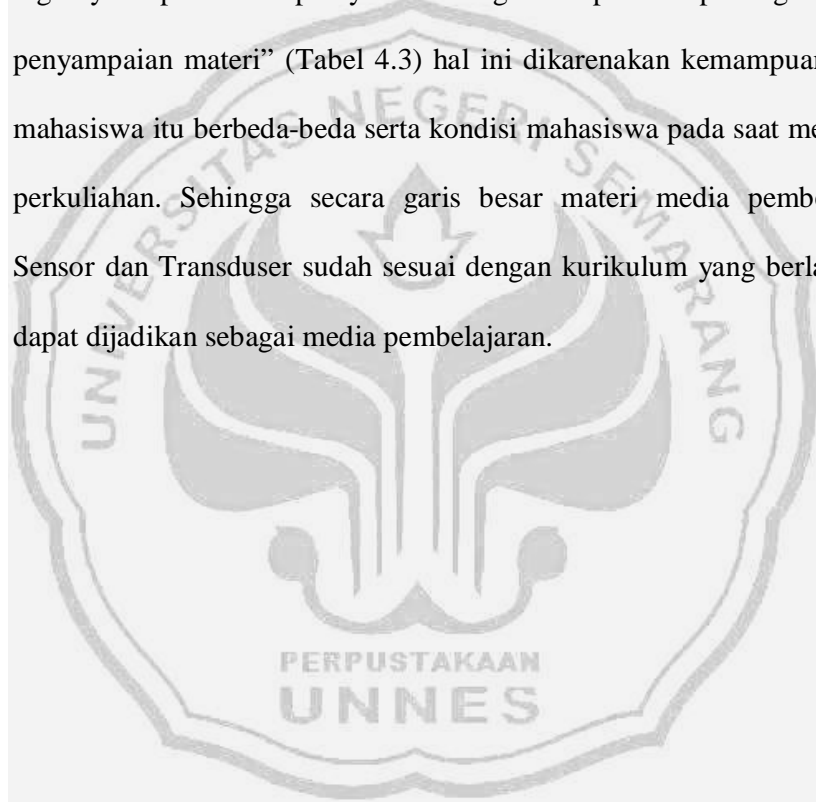 penyampaian materi” (Tabel 4.3) hal ini dikarenakan kemampuan
mahasiswa itu berbeda-beda serta kondisi mahasiswa pada saat
perkuliahan. Sehingga secara garis besar materi media
Sensor dan Transduser sudah sesuai dengan kurikulum yang
dapat dijadikan sebagai media pembelajaran.
UNIVERSITAS NEGERI SEMARANG
PERPUSTAKAAN
UNNES